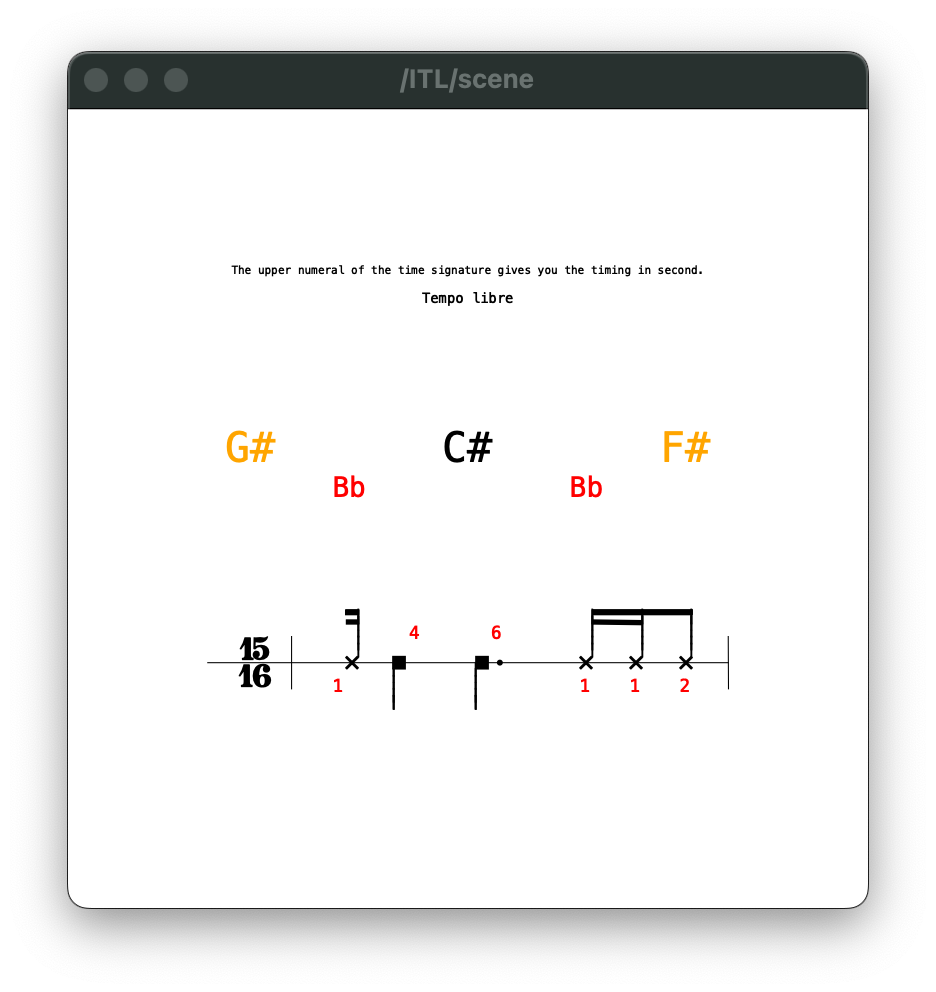 /ITL/scene
The upper numeral of the time signature gives you the timing in second.
Tempo libre
G# C# F#
Bb Bb
4 6
15
16
1 1 1 2